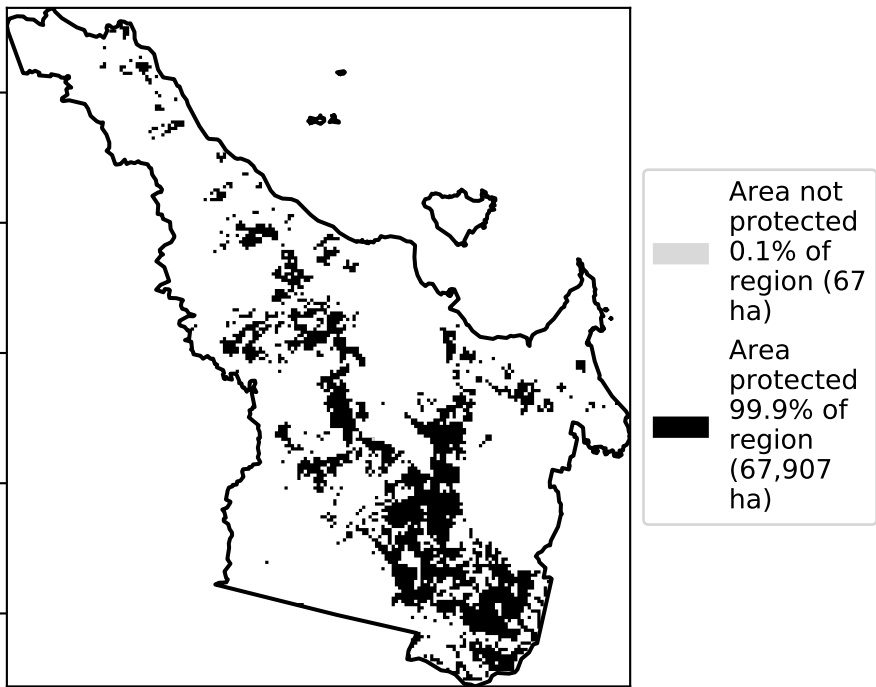 Area not
protected
0.1% of
region (67
ha)
Area
protected
99.9% of
region
(67,907
ha)